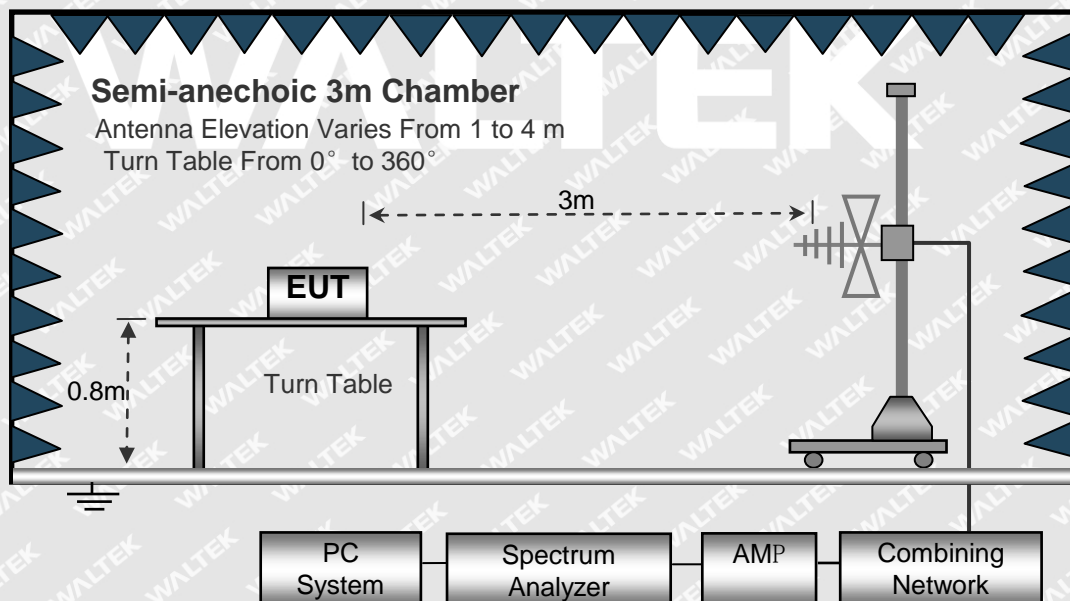 WALTEK
Semi-anechoic 3m Chamber
Antenna Elevation Varies From 1 to 4 m
Turn Table From 0° to 360°
3m
EUT
0.8m
Turn Table
PC
System
Spectrum
Analyzer
AMP
Combining
Network